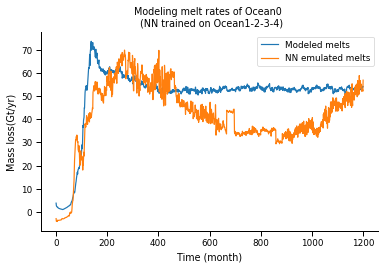 Modeling melt rates of Ocean0
(NN trained on Ocean1-2-3-4)
Modeled melts
NN emulated melts
Mass loss(Gt/yr)
70
60
50
40
30
20
10
0
0 200 400 600 800 1000 1200
Time (month)